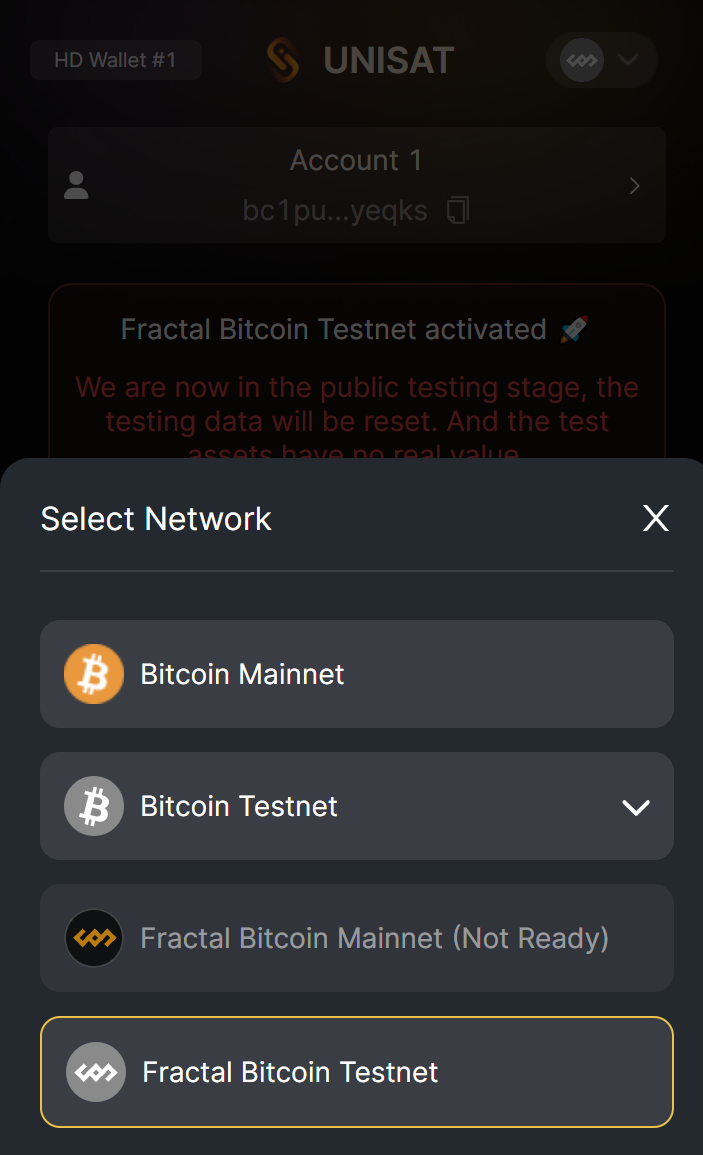 HD Wallet #1
UNISAT
Account 1
bc1pu...yeqks
Fractal Bitcoin Testnet activated 🚀
We are now in the public testing stage, the
testing data will be reset. And the test
assets have no real value.
Select Network
Bitcoin Mainnet
Bitcoin Testnet
Fractal Bitcoin Mainnet (Not Ready)
Fractal Bitcoin Testnet